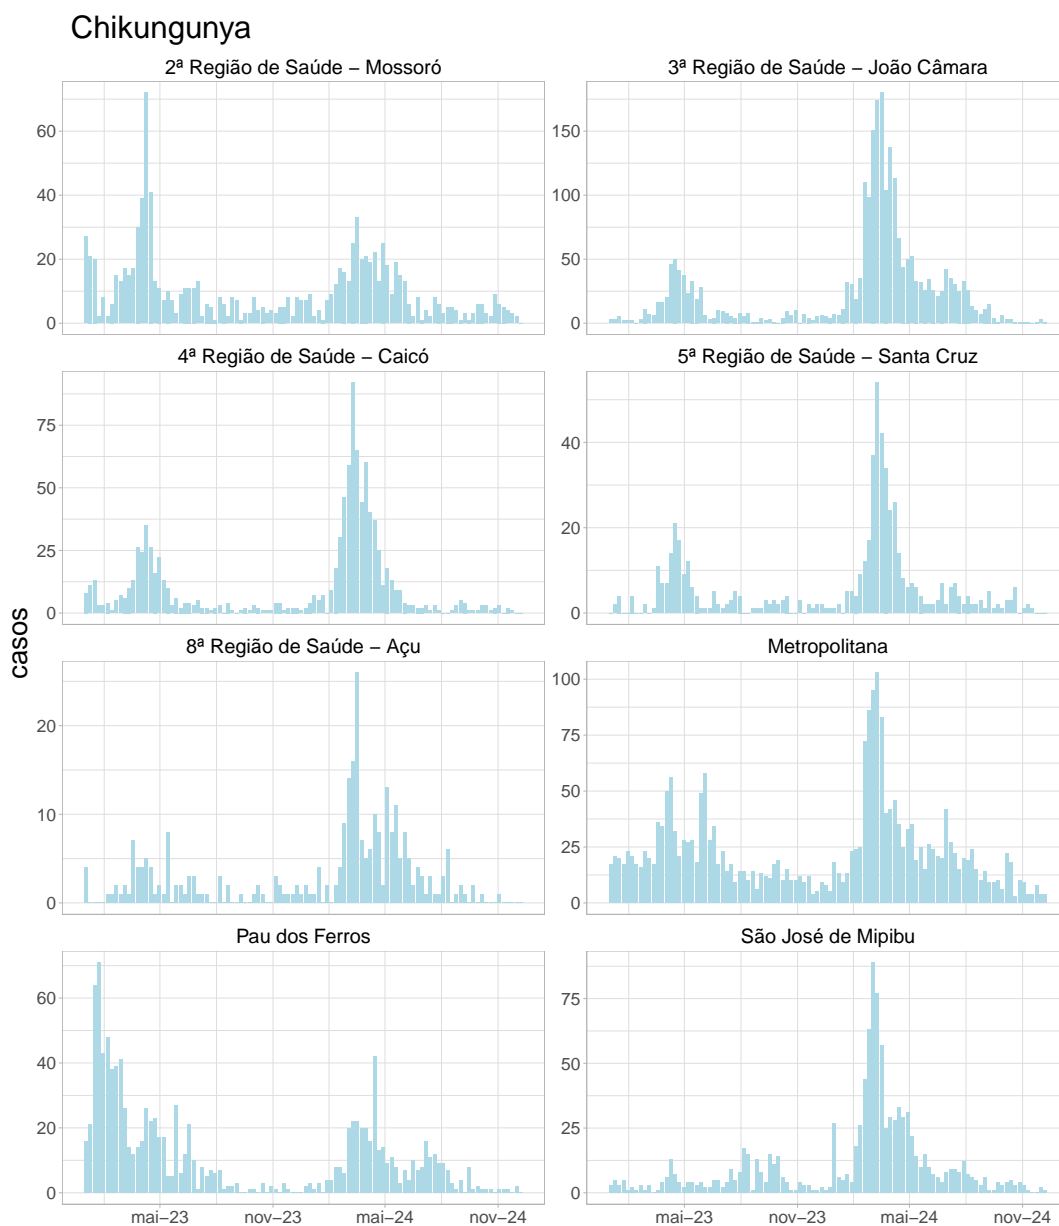 Chikungunya
2ª Região de Saúde – Mossoró
3ª Região de Saúde – João Câmara
60
40
20
0
150
100
50
0
4ª Região de Saúde – Caicó
5ª Região de Saúde – Santa Cruz
75
50
25
0
40
20
0
casos
8ª Região de Saúde – Açu
Metropolitana
20
10
0
100
75
50
25
0
Pau dos Ferros
São José de Mipibu
60
40
20
0
75
50
25
0
mai–23 nov–23 mai–24 nov–24
mai–23 nov–23 mai–24 nov–24